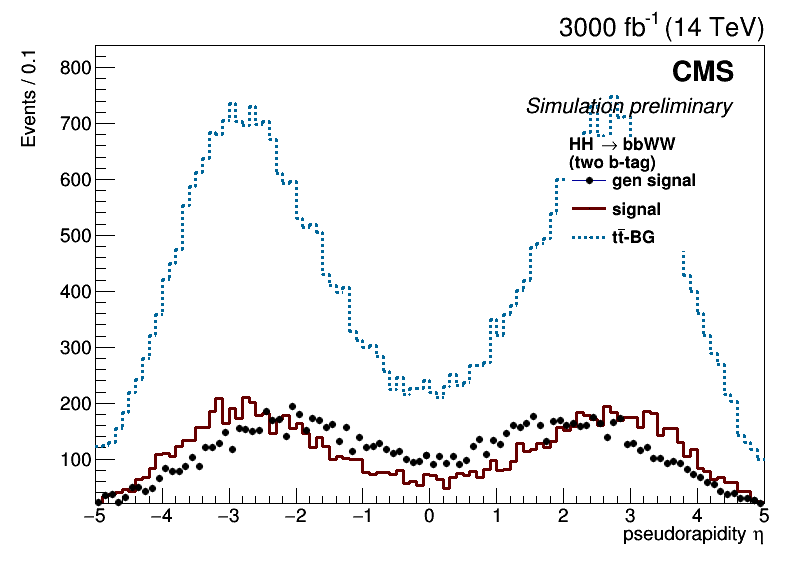 3000 fb⁻¹ (14 TeV)
CMS
Simulation preliminary
HH → bbWW
(two b-tag)
gen signal
signal
tt̄-BG
Events / 0.1
800
700
600
500
400
300
200
100
−5 −4 −3 −2 −1 0 1 2 3 4 5
pseudorapidity η